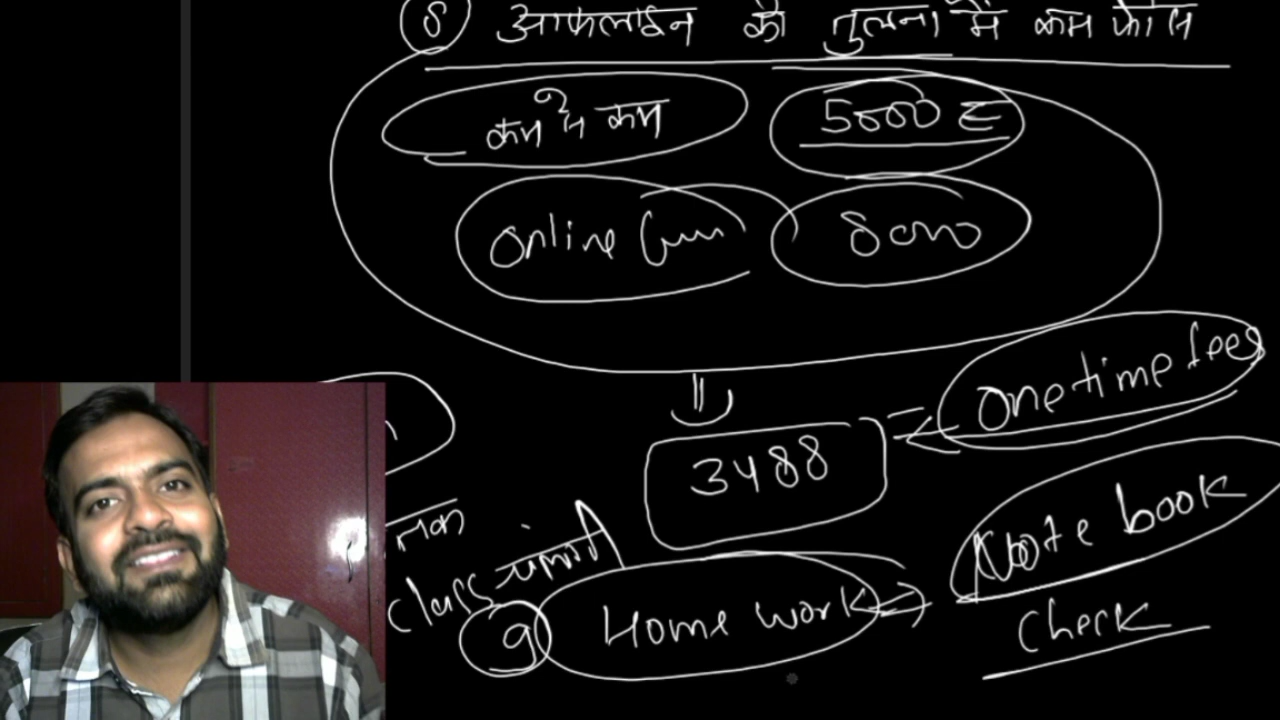 8 आफलाइन की तुलना में कम फीस
कम से कम 5000 ₹
online 8000
one time fees
3488
Note book
class
9 Home work
check